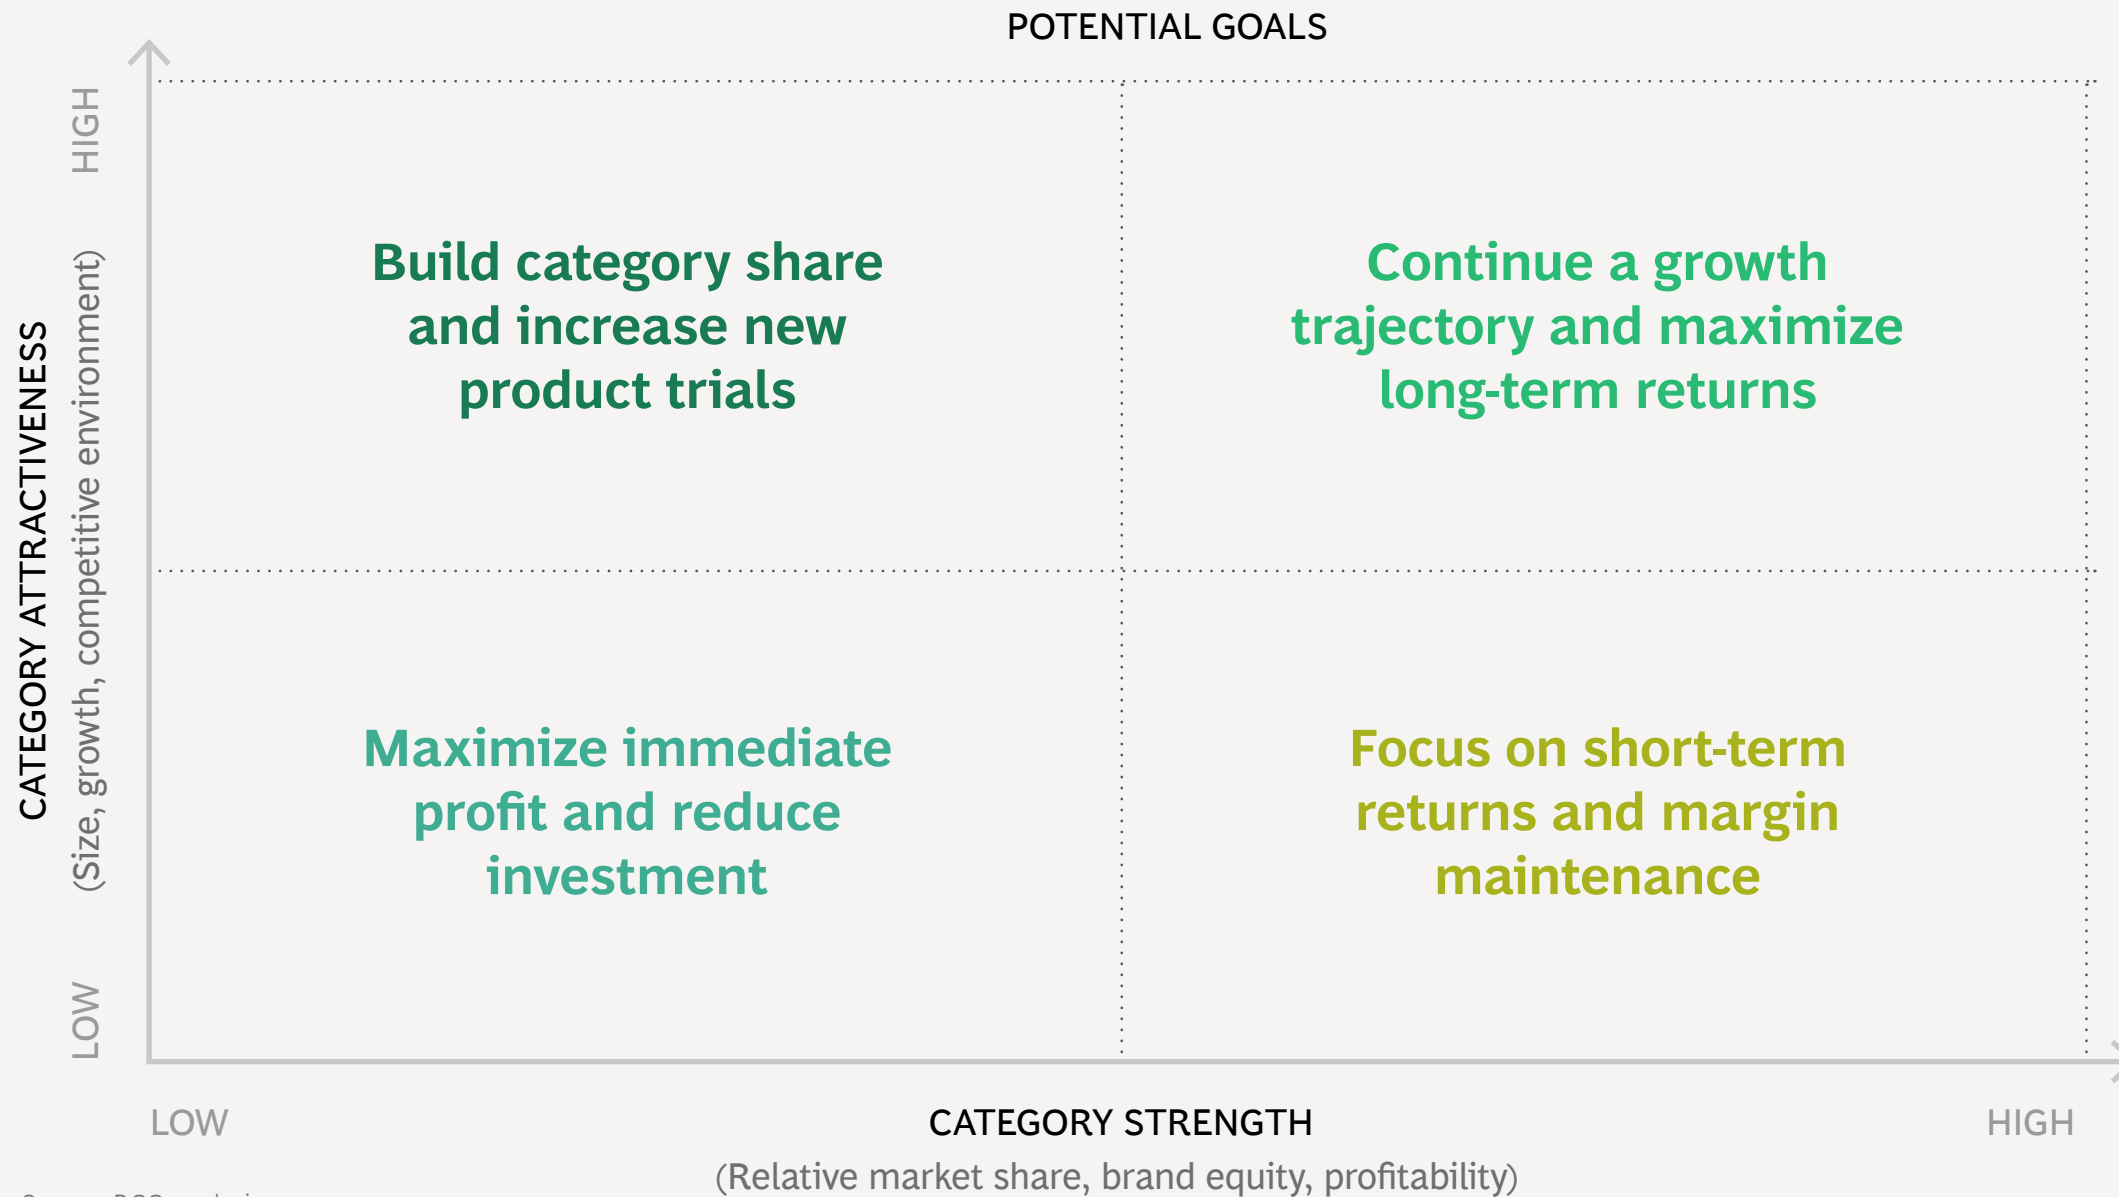 POTENTIAL GOALS
HIGH
CATEGORY ATTRACTIVENESS
(Size, growth, competitive environment)
LOW
Build category share
and increase new
product trials
Continue a growth
trajectory and maximize
long-term returns
Maximize immediate
profit and reduce
investment
Focus on short-term
returns and margin
maintenance
LOW
CATEGORY STRENGTH
HIGH
(Relative market share, brand equity, profitability)